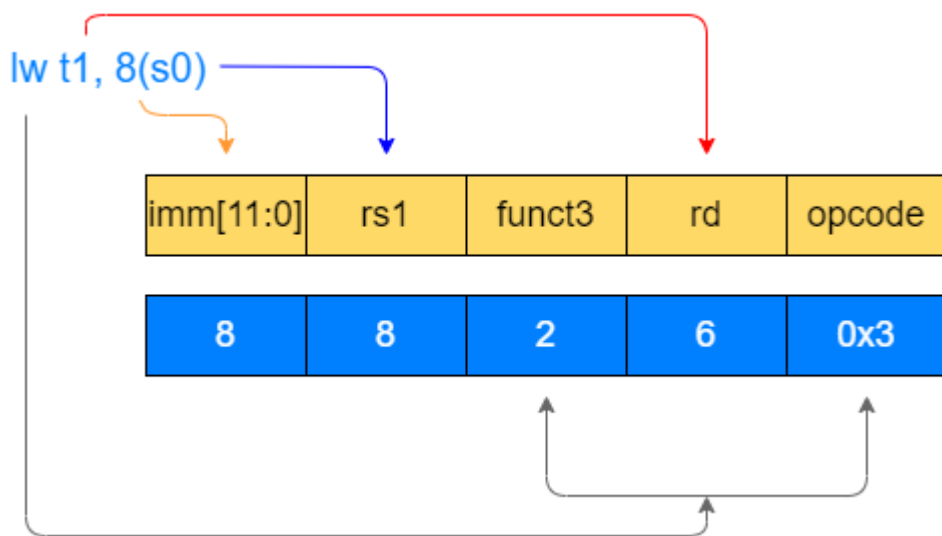 lw t1, 8(s0)
imm[11:0] rs1 funct3 rd opcode
8 8 2 6 0x3